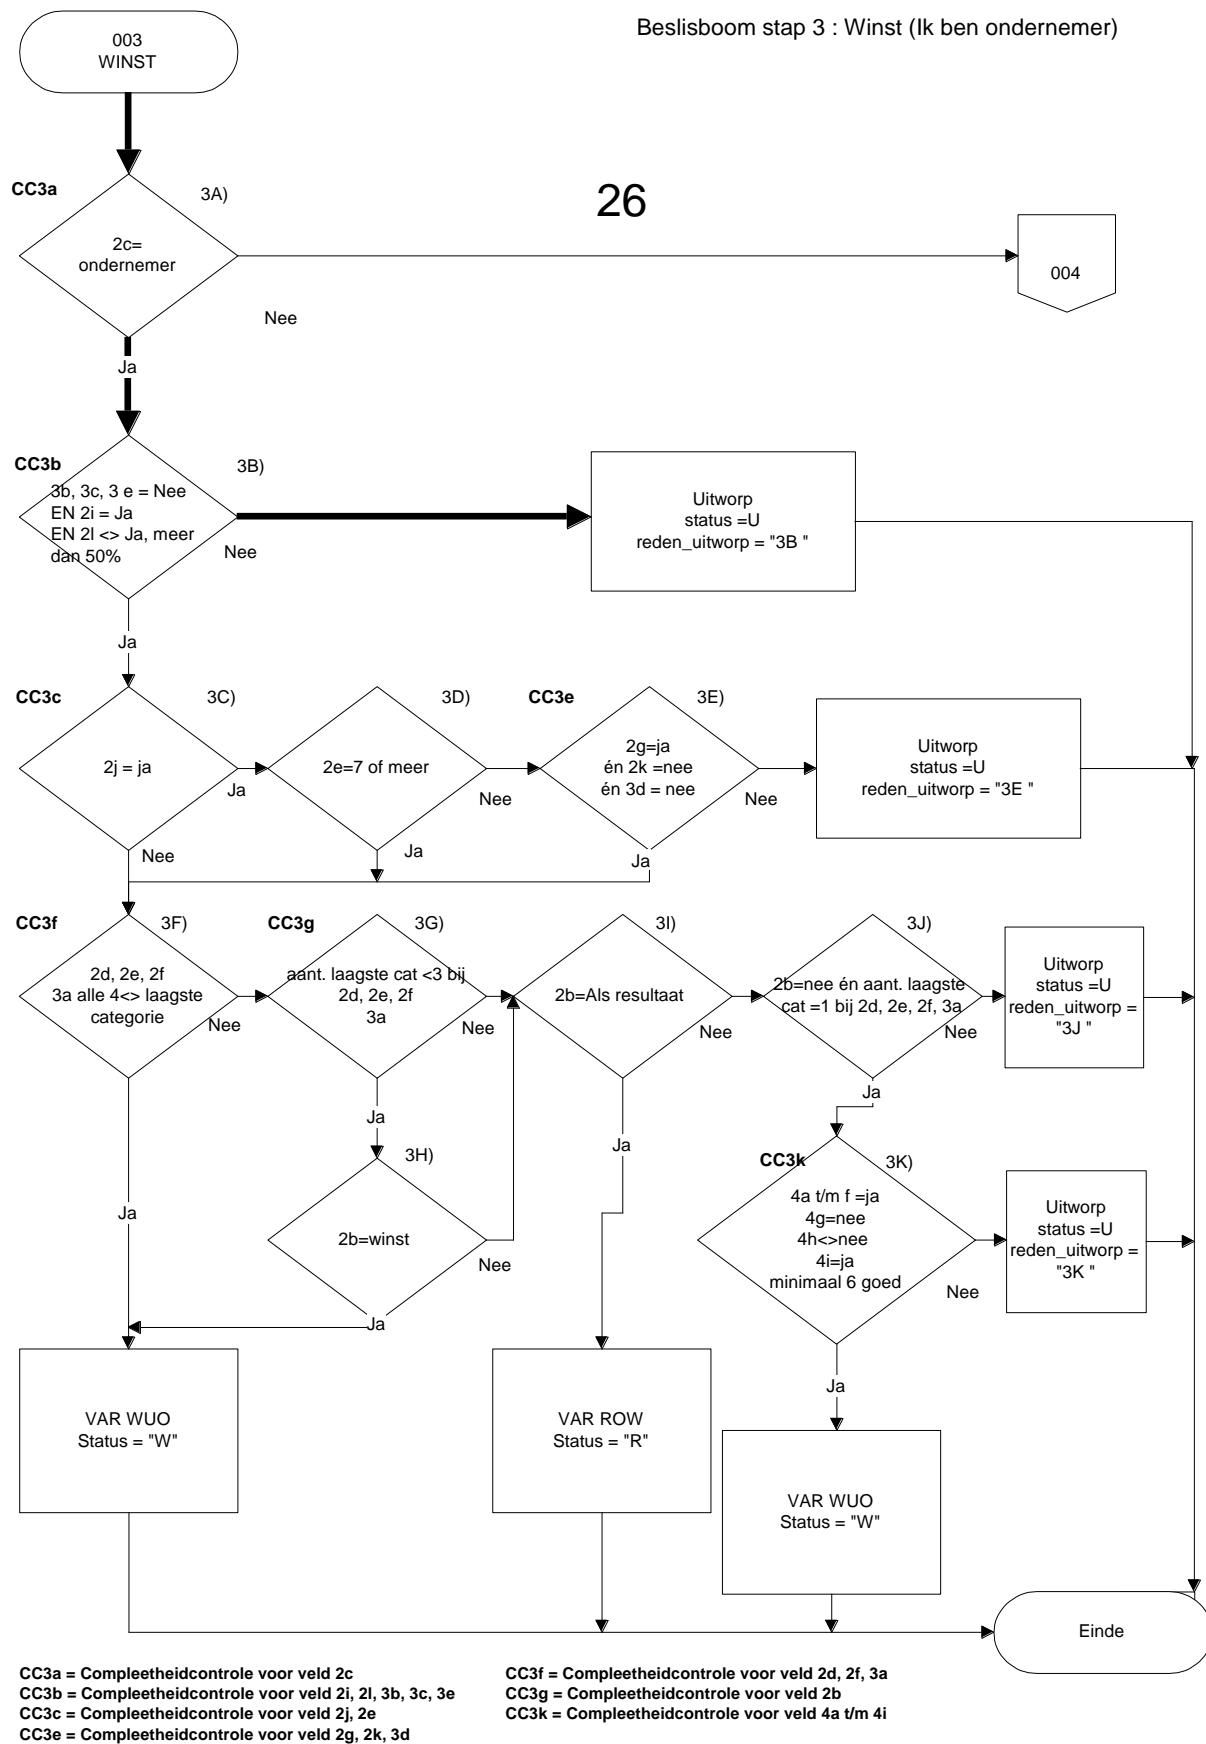 Beslisboom stap 3 : Winst (Ik ben ondernemer)
003
WINST
26
CC3a
3A)
2c=
ondernemer
004
Nee
Ja
CC3b
3B)
3b, 3c, 3 e = Nee
EN 2i = Ja
EN 2l <> Ja, meer
dan 50%
Nee
Uitworp
status =U
reden_uitworp = "3B "
Ja
CC3c
3C)
2j = ja
Ja
Nee
3D)
2e=7 of meer
Nee
Ja
CC3e
3E)
2g=ja
én 2k =nee
én 3d = nee
Nee
Ja
Uitworp
status =U
reden_uitworp = "3E "
CC3f
3F)
2d, 2e, 2f
3a alle 4<> laagste
categorie
Nee
Ja
CC3g
3G)
aant. laagste cat <3 bij
2d, 2e, 2f
3a
Nee
Ja
3H)
2b=winst
Nee
Ja
3I)
2b=Als resultaat
Nee
Ja
3J)
2b=nee én aant. laagste
cat =1 bij 2d, 2e, 2f, 3a
Nee
Ja
Uitworp
status =U
reden_uitworp =
"3J "
CC3k
3K)
4a t/m f =ja
4g=nee
4h<>nee
4i=ja
minimaal 6 goed
Nee
Ja
Uitworp
status =U
reden_uitworp =
"3K "
VAR WUO
Status = "W"
VAR ROW
Status = "R"
VAR WUO
Status = "W"
Einde
CC3a = Compleetheidcontrole voor veld 2c
CC3b = Compleetheidcontrole voor veld 2i, 2l, 3b, 3c, 3e
CC3c = Compleetheidcontrole voor veld 2j, 2e
CC3e = Compleetheidcontrole voor veld 2g, 2k, 3d
CC3f = Compleetheidcontrole voor veld 2d, 2f, 3a
CC3g = Compleetheidcontrole voor veld 2b
CC3k = Compleetheidcontrole voor veld 4a t/m 4i